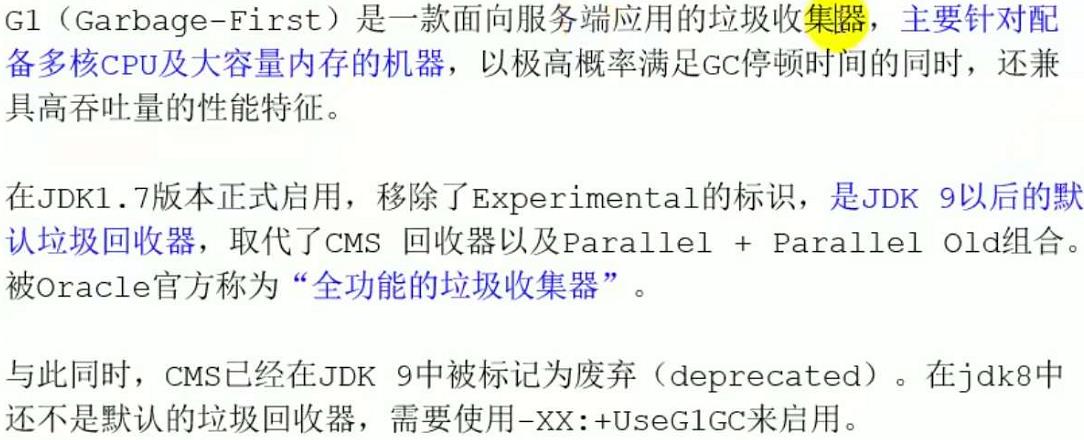 G1（Garbage-First）是一款面向服务端应用的垃圾收集器，主要针对配
备多核CPU及大容量内存的机器，以极高概率满足GC停顿时间的同时，还兼
具高吞吐量的性能特征。
在JDK1.7版本正式启用，移除了Experimental的标识，是JDK 9以后的默
认垃圾回收器，取代了CMS 回收器以及Parallel + Parallel Old组合。
被Oracle官方称为“全功能的垃圾收集器”。
与此同时，CMS已经在JDK 9中被标记为废弃（deprecated）。在jdk8中
还不是默认的垃圾回收器，需要使用-XX:+UseG1GC来启用。